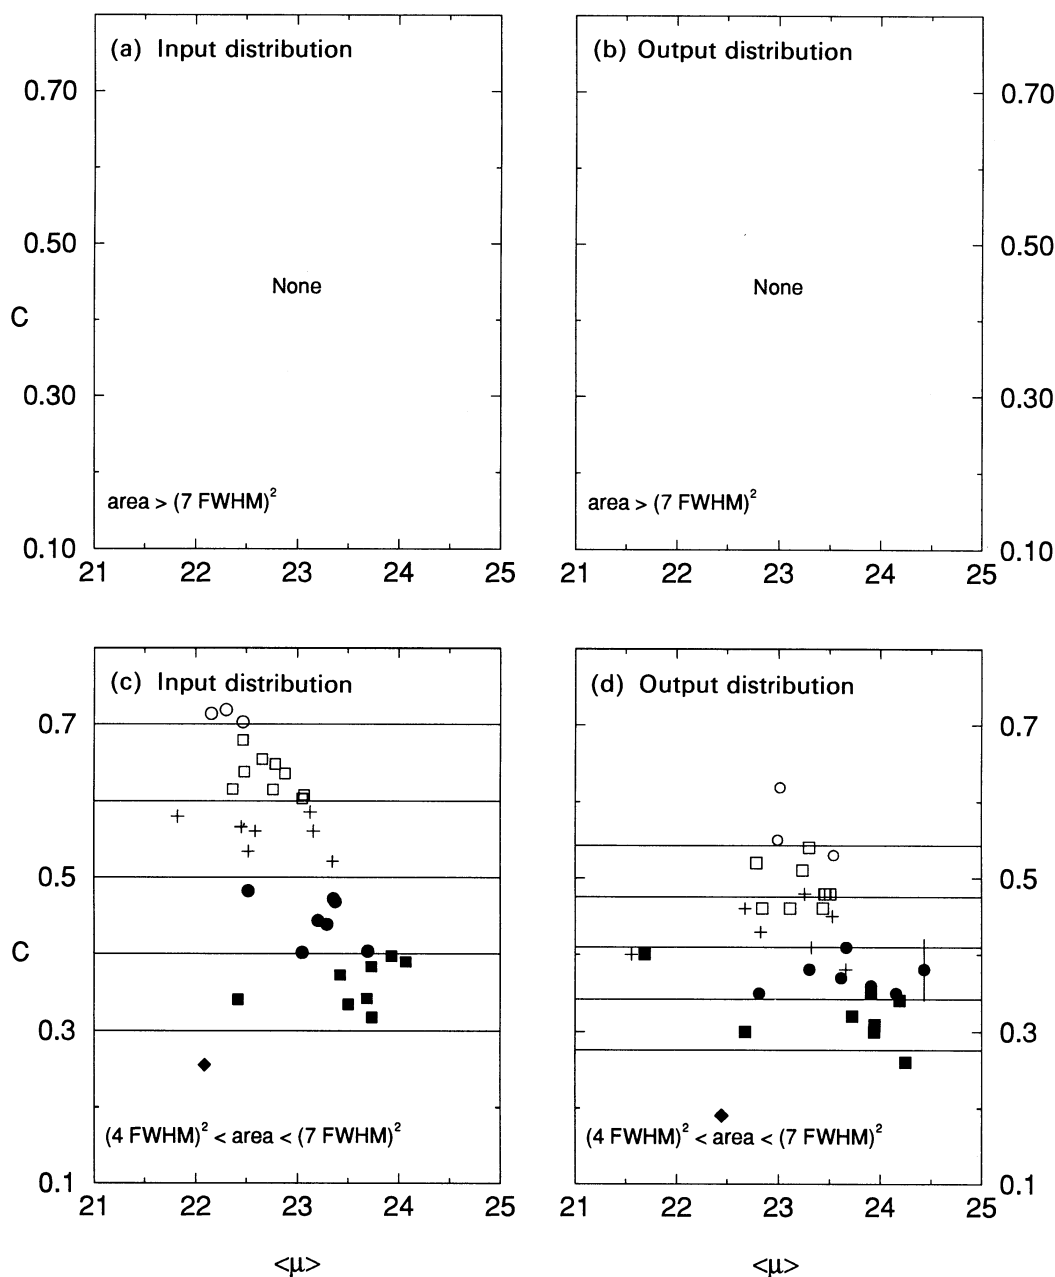 (a) Input distribution
(b) Output distribution
0.70
0.70
0.50
0.50
None
None
C
0.30
0.30
area > (7 FWHM)²
area > (7 FWHM)²
0.10
0.10
21 22 23 24 25
21 22 23 24 25
(c) Input distribution
(d) Output distribution
0.7
0.7
0.5
0.5
C
0.3
0.3
(4 FWHM)² < area < (7 FWHM)²
(4 FWHM)² < area < (7 FWHM)²
0.1
0.1
21 22 23 24 25
21 22 23 24 25
<μ>
<μ>